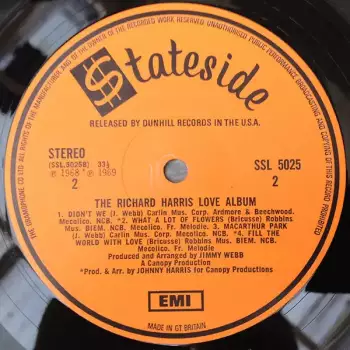 ALL RIGHTS OF THE MANUFACTURER AND OF THE OWNER OF THE RECORDED WORK RESERVED. UNAUTHORISED PUBLIC PERFORMANCE, BROADCASTING AND COPYING OF THIS RECORD PROHIBITED
THE GRAMOPHONE CO LTD
$tateside
RELEASED BY DUNHILL RECORDS IN THE U.S.A.
STEREO
(SSL.5025B) 33⅓
℗ 1968 ℗ 1969
2
SSL 5025
2
THE RICHARD HARRIS LOVE ALBUM
1. DIDN'T WE (J. Webb) Carlin Mus. Corp. Ardmore & Beechwood.
Mecolico. NCB. *2. WHAT A LOT OF FLOWERS (Bricusse) Robbins
Mus. BIEM. NCB. Fr. Melodie. 3. MACARTHUR PARK
(J. Webb) Carlin Mus. Corp. Mecolico. NCB. *4. FILL THE
WORLD WITH LOVE (Bricusse) Robbins Mus. BIEM. NCB.
Mecolico. Fr. Melodie
Produced and Arranged by JIMMY WEBB
A Canopy Production
*Prod. & Arr. by JOHNNY HARRIS for Canopy Productions
EMI
MADE IN GT BRITAIN